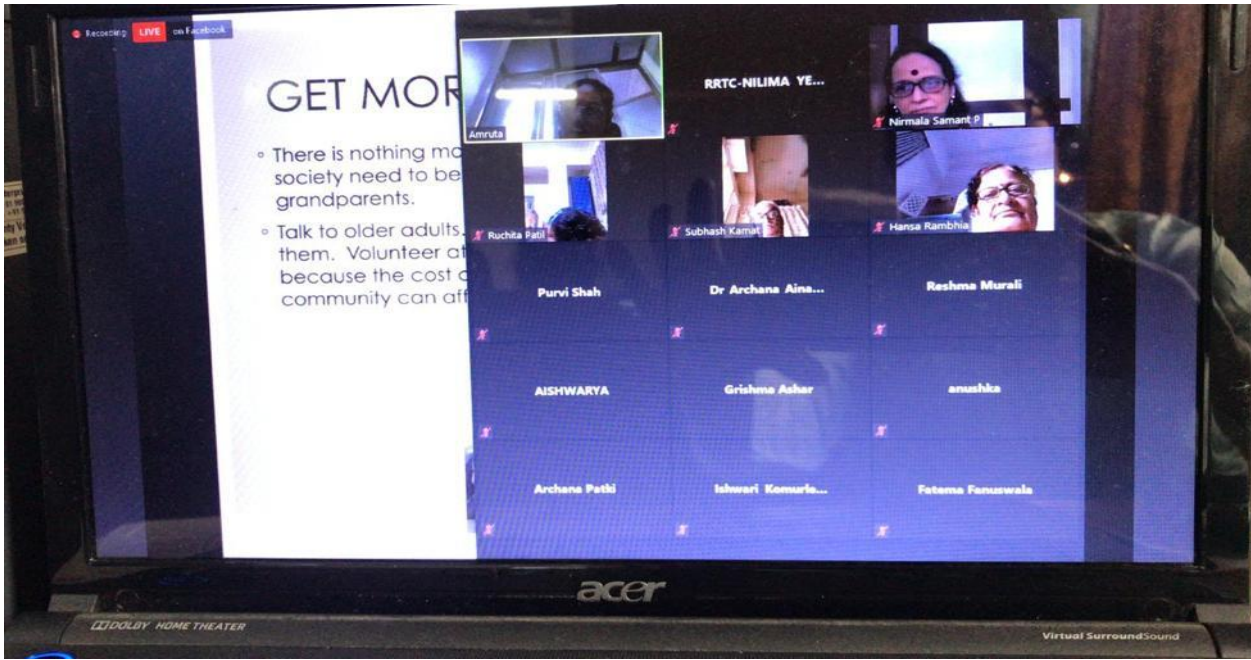 Recording LIVE on Facebook
GET MOR
There is nothing mo
society need to be
grandparents.
Talk to older adults.
them. Volunteer at
because the cost o
community can aff
Amruta
RRTC-NILIMA YE...
Nirmala Samant P
Ruchita Patil
Subhash Kamat
Hansa Rambhia
Purvi Shah
Dr Archana Aina...
Reshma Murali
AISHWARYA
Grishma Ashar
anushka
Archana Patki
Ishwari Komurle...
Fatema Fanuswala
acer
DOLBY HOME THEATER
Virtual SurroundSound